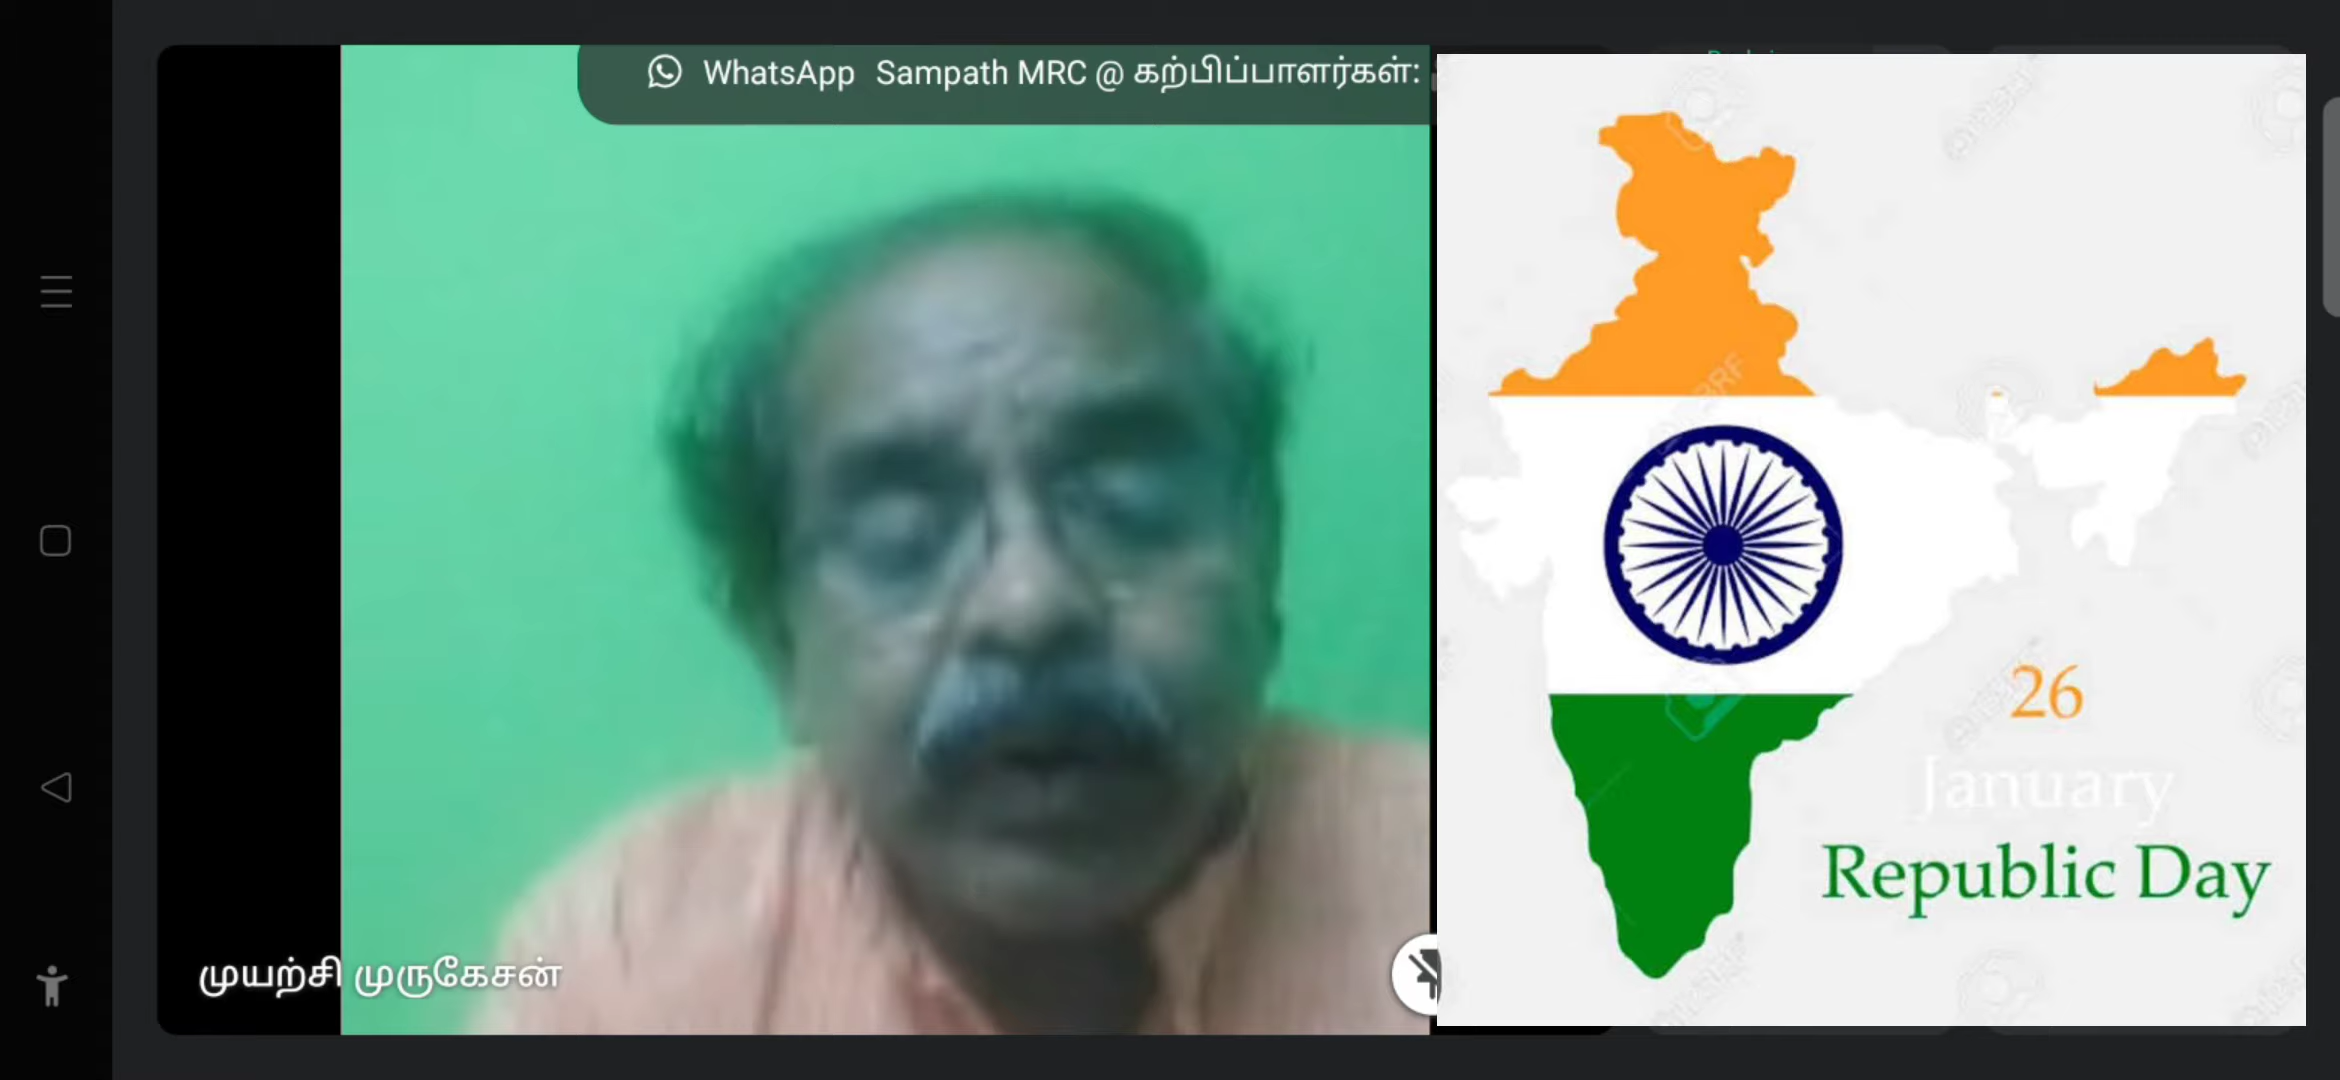 WhatsApp Sampath MRC @ கற்பிப்பாளர்கள்:
முயற்சி முருகேசன்
26
January
Republic Day